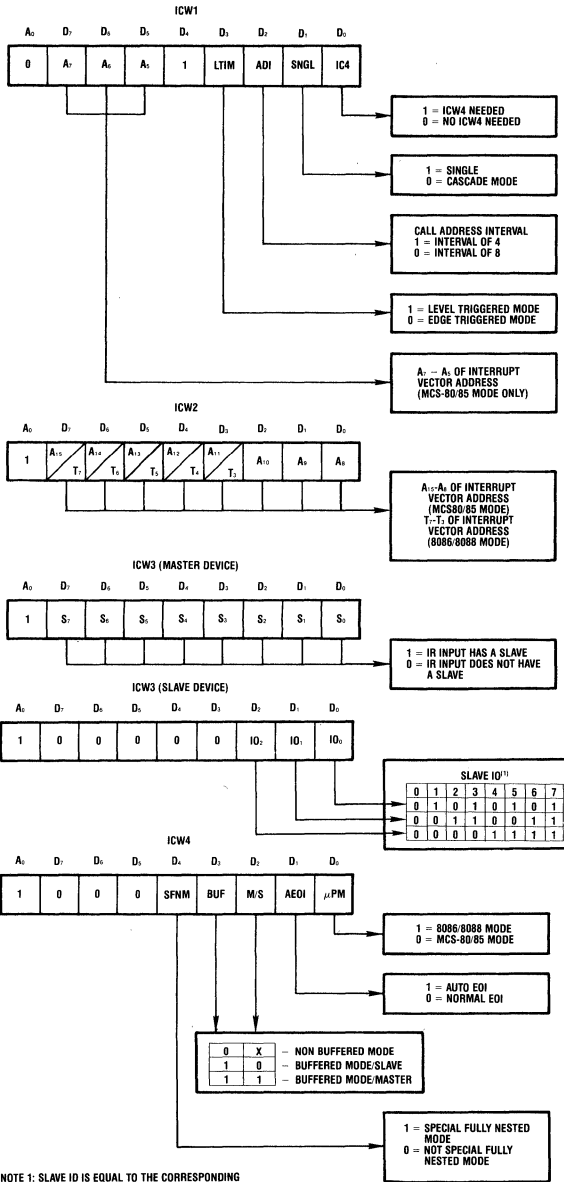 ICW1
A₀ D₇ D₆ D₅ D₄ D₃ D₂ D₁ D₀
0 A₇ A₆ A₅ 1 LTIM ADI SNGL IC4
1 = ICW4 NEEDED
0 = NO ICW4 NEEDED
1 = SINGLE
0 = CASCADE MODE
CALL ADDRESS INTERVAL
1 = INTERVAL OF 4
0 = INTERVAL OF 8
1 = LEVEL TRIGGERED MODE
0 = EDGE TRIGGERED MODE
A₇ – A₅ OF INTERRUPT
VECTOR ADDRESS
(MCS-80/85 MODE ONLY)
ICW2
A₀ D₇ D₆ D₅ D₄ D₃ D₂ D₁ D₀
1 A₁₅/T₇ A₁₄/T₆ A₁₃/T₅ A₁₂/T₄ A₁₁/T₃ A₁₀ A₉ A₈
A₁₅-A₈ OF INTERRUPT
VECTOR ADDRESS
(MCS80/85 MODE)
T₇-T₃ OF INTERRUPT
VECTOR ADDRESS
(8086/8088 MODE)
ICW3 (MASTER DEVICE)
A₀ D₇ D₆ D₅ D₄ D₃ D₂ D₁ D₀
1 S₇ S₆ S₅ S₄ S₃ S₂ S₁ S₀
1 = IR INPUT HAS A SLAVE
0 = IR INPUT DOES NOT HAVE
A SLAVE
ICW3 (SLAVE DEVICE)
A₀ D₇ D₆ D₅ D₄ D₃ D₂ D₁ D₀
1 0 0 0 0 0 IO₂ IO₁ IO₀
SLAVE IO⁽¹⁾
0 1 2 3 4 5 6 7
0 1 0 1 0 1 0 1
0 0 1 1 0 0 1 1
0 0 0 0 1 1 1 1
ICW4
A₀ D₇ D₆ D₅ D₄ D₃ D₂ D₁ D₀
1 0 0 0 SFNM BUF M/S AEOI μPM
1 = 8086/8088 MODE
0 = MCS-80/85 MODE
1 = AUTO EOI
0 = NORMAL EOI
0 X – NON BUFFERED MODE
1 0 – BUFFERED MODE/SLAVE
1 1 – BUFFERED MODE/MASTER
1 = SPECIAL FULLY NESTED
MODE
0 = NOT SPECIAL FULLY
NESTED MODE
NOTE 1: SLAVE ID IS EQUAL TO THE CORRESPONDING